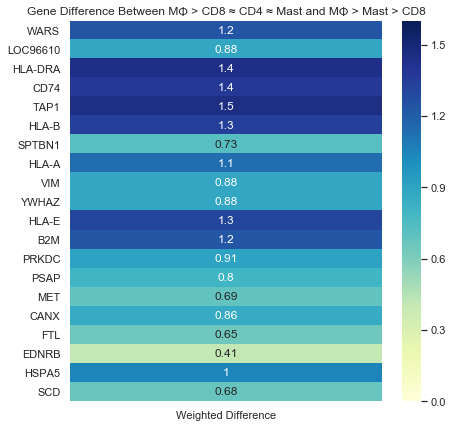 Gene Difference Between MΦ > CD8 ≈ CD4 ≈ Mast and MΦ > Mast > CD8
WARS 1.2
LOC96610 0.88
HLA-DRA 1.4
CD74 1.4
TAP1 1.5
HLA-B 1.3
SPTBN1 0.73
HLA-A 1.1
VIM 0.88
YWHAZ 0.88
HLA-E 1.3
B2M 1.2
PRKDC 0.91
PSAP 0.8
MET 0.69
CANX 0.86
FTL 0.65
EDNRB 0.41
HSPA5 1
SCD 0.68
Weighted Difference
1.5
1.2
0.9
0.6
0.3
0.0